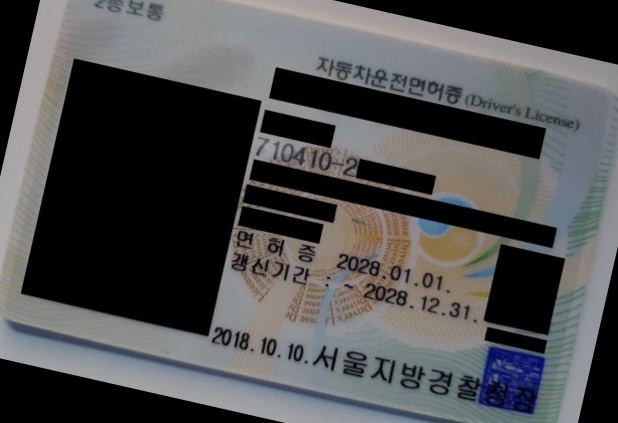 2종보통
자동차운전면허증 (Driver's License)
710410-2
면 허 증 2028.01.01.
갱신기간 : ~ 2028.12.31.
2018.10.10. 서울지방경찰청장